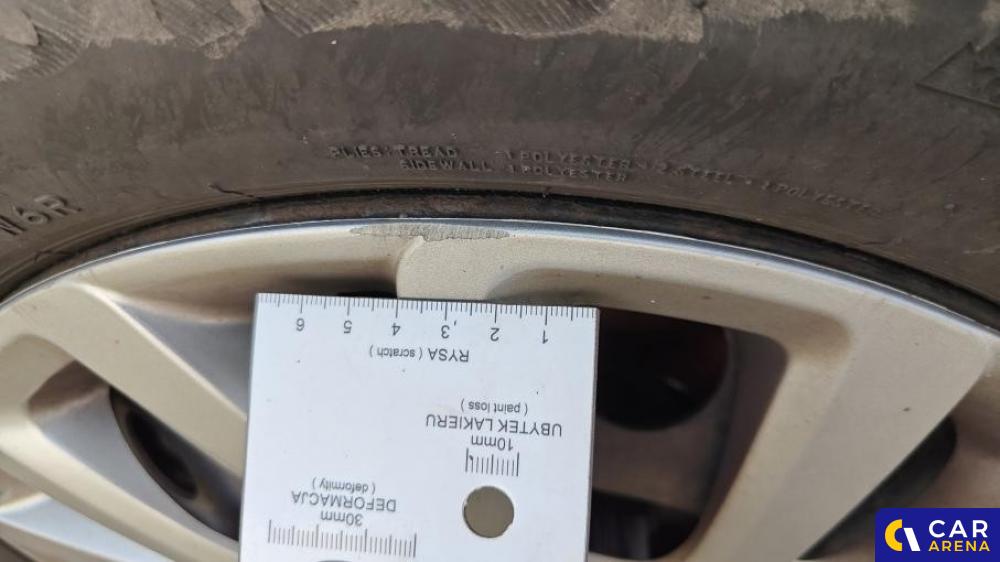 PLIES: TREAD 1 POLYESTER + 2 STEEL + 1 POLYESTER
SIDEWALL 1 POLYESTER
6 5 4 3 2 1
RYSA ( scratch )
UBYTEK LAKIERU
( paint loss )
10mm
DEFORMACJA
( deformity )
30mm
CAR
ARENA